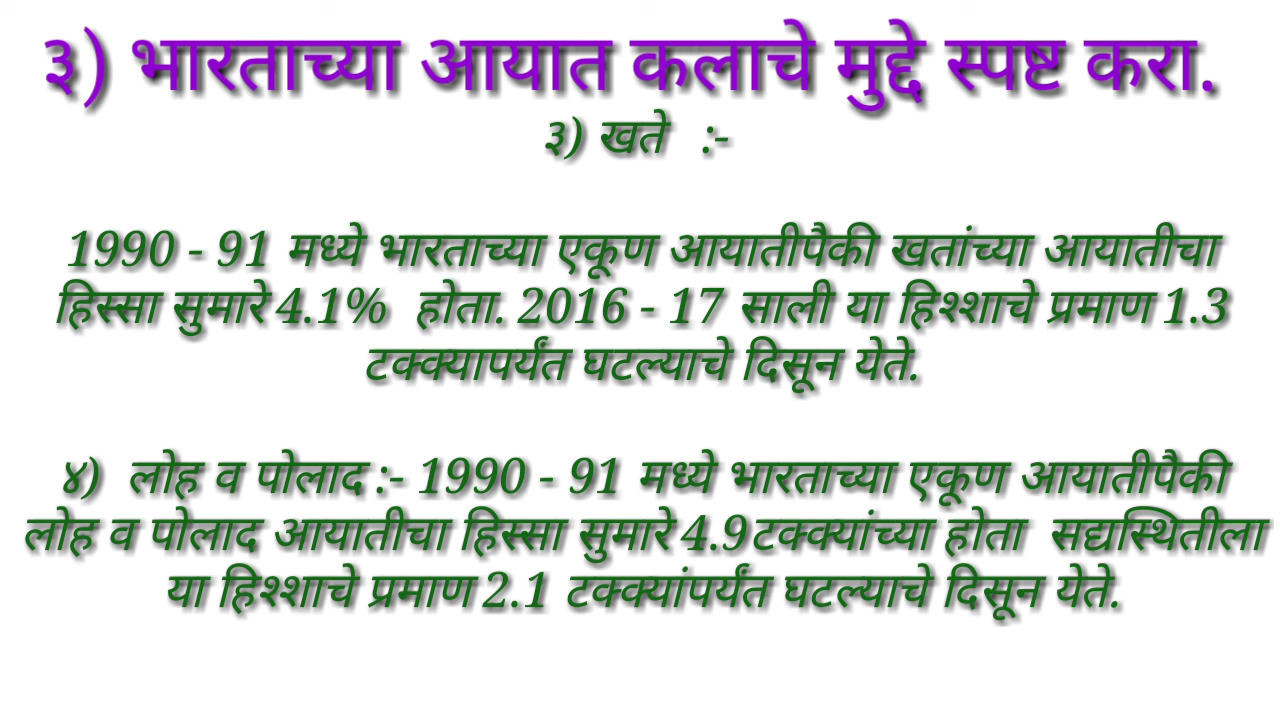 ३) भारताच्या आयात कलाचे मुद्दे स्पष्ट करा.
३) खते :-
1990 - 91 मध्ये भारताच्या एकूण आयातीपैकी खतांच्या आयातीचा
हिस्सा सुमारे 4.1% होता. 2016 - 17 साली या हिश्शाचे प्रमाण 1.3
टक्क्यापर्यंत घटल्याचे दिसून येते.
४) लोह व पोलाद :- 1990 - 91 मध्ये भारताच्या एकूण आयातीपैकी
लोह व पोलाद आयातीचा हिस्सा सुमारे 4.9टक्क्यांच्या होता सद्यस्थितीला
या हिश्शाचे प्रमाण 2.1 टक्क्यांपर्यंत घटल्याचे दिसून येते.